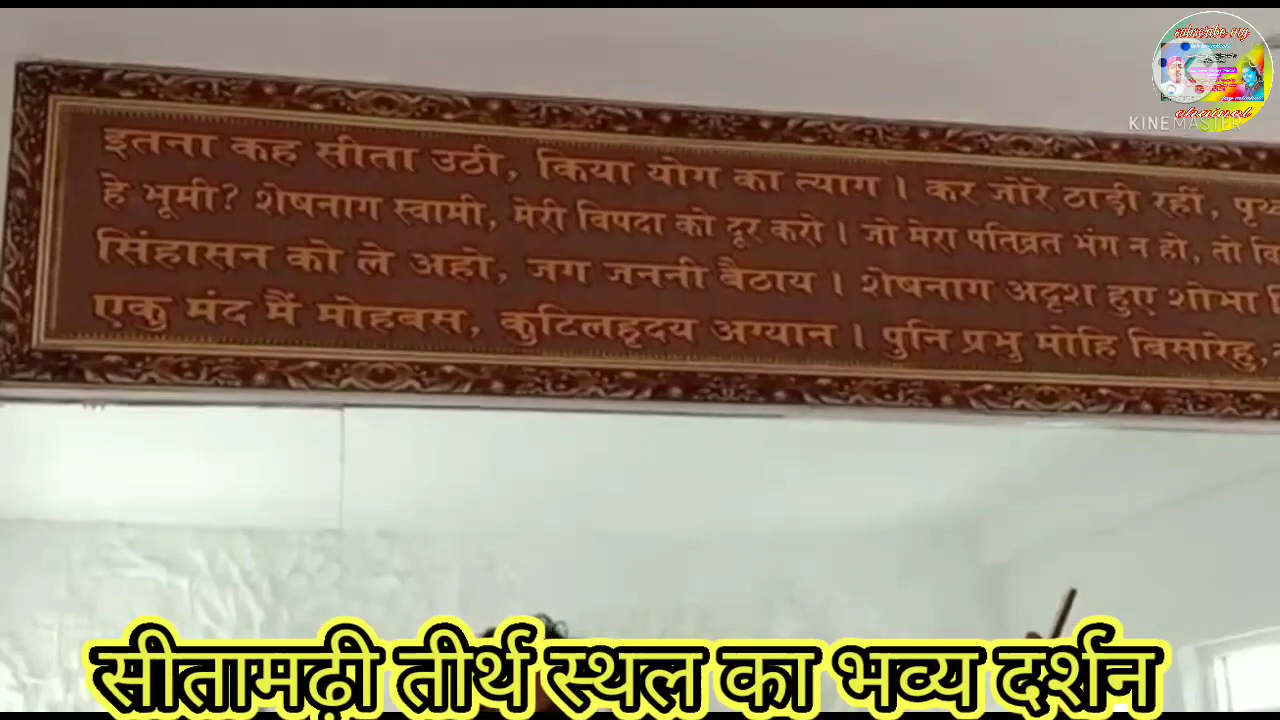 इतना कह सीता उठी, किया योग का त्याग । कर जोरे ठाड़ी रहीं,
हे भूमी? शेषनाग स्वामी, मेरी विपदा को दूर करो । जो मेरा पतिव्रत भंग न हो, तो
सिंहासन को ले अहो, जग जननी बैठाय । शेषनाग अदृश हुए शोभा
एकु मंद मैं मोहबस, कुटिलहृदय अग्यान । पुनि प्रभु मोहि बिसारेहु,
KINEMASTER
सीतामढ़ी तीर्थ स्थल का भव्य दर्शन